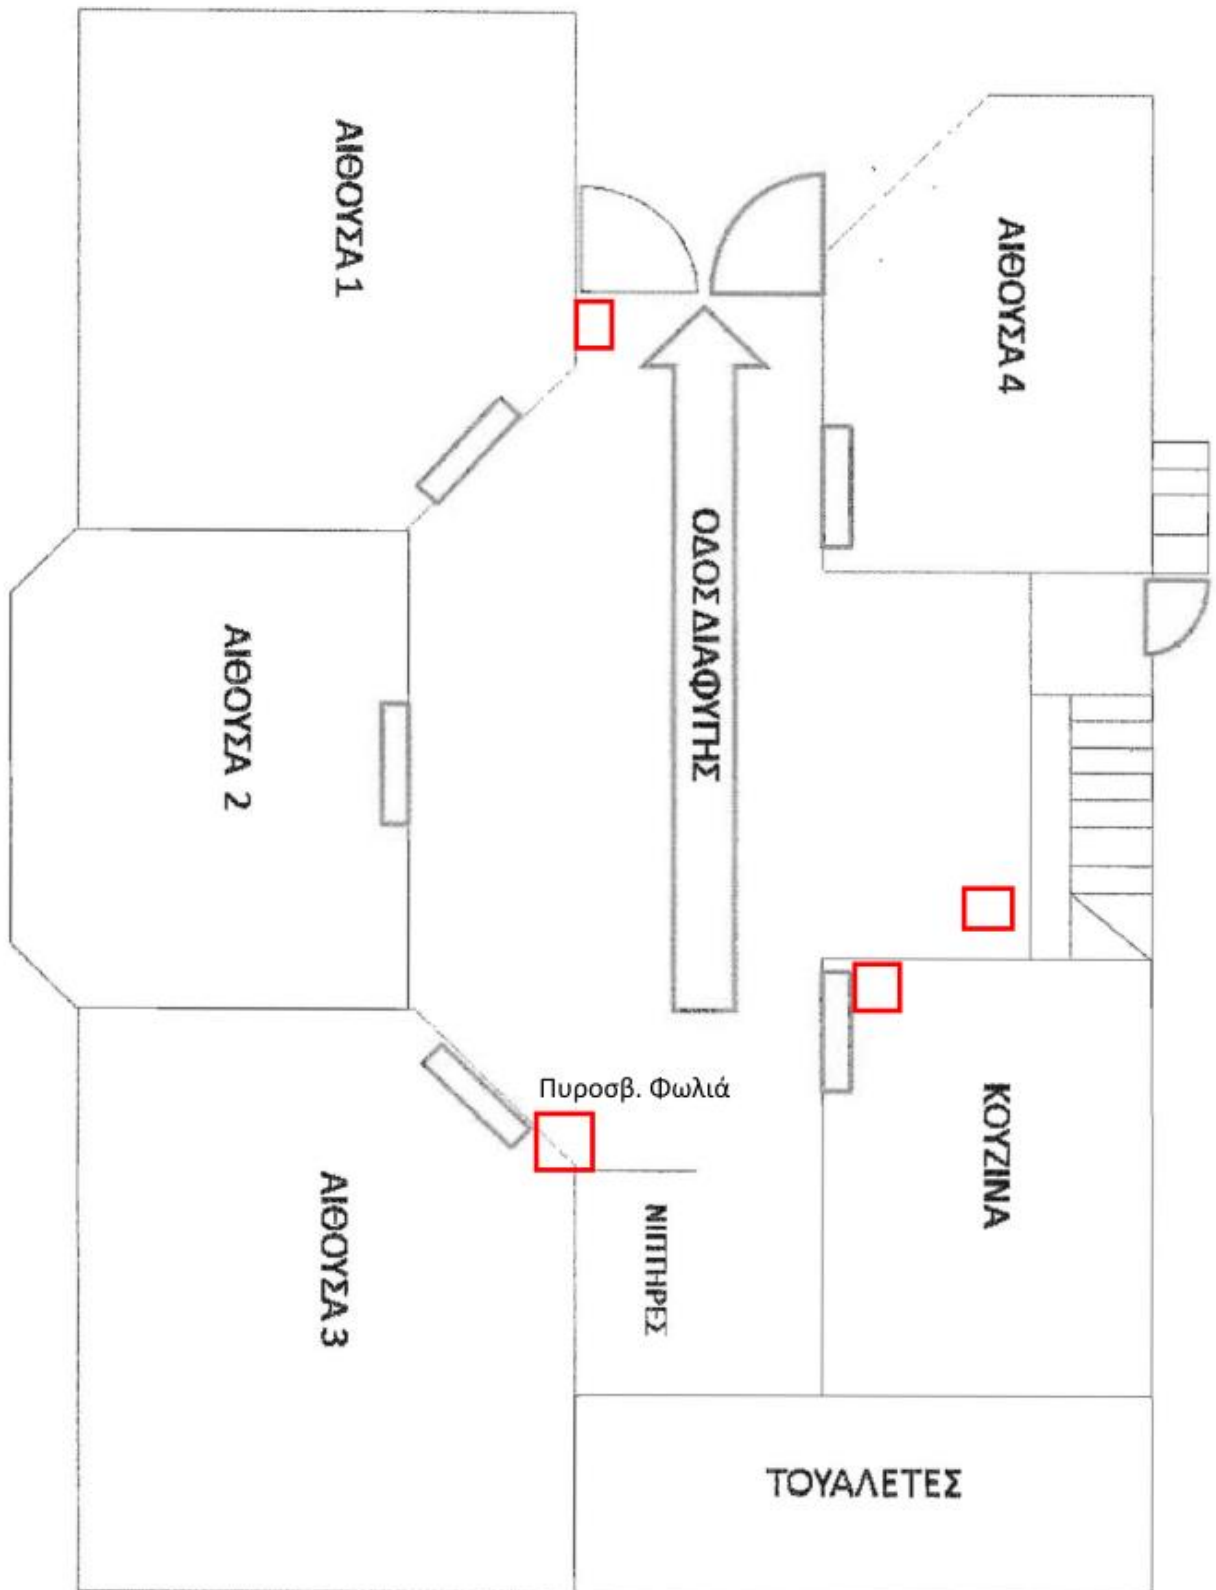 ΑΙΘΟΥΣΑ 1
ΑΙΘΟΥΣΑ 4
ΟΔΟΣ ΔΙΑΦΥΓΗΣ
ΑΙΘΟΥΣΑ 2
Πυροσβ. Φωλιά
ΚΟΥΖΙΝΑ
ΑΙΘΟΥΣΑ 3
ΝΙΠΤΗΡΕΣ
ΤΟΥΑΛΕΤΕΣ